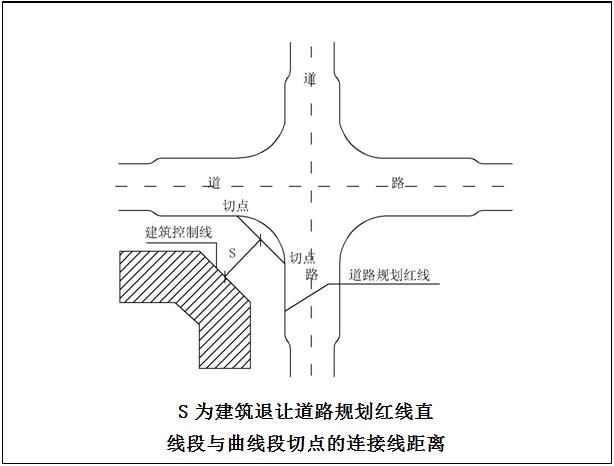 道
道
路
切点
建筑控制线
S
切点
路
道路规划红线
S 为建筑退让道路规划红线直
线段与曲线段切点的连接线距离